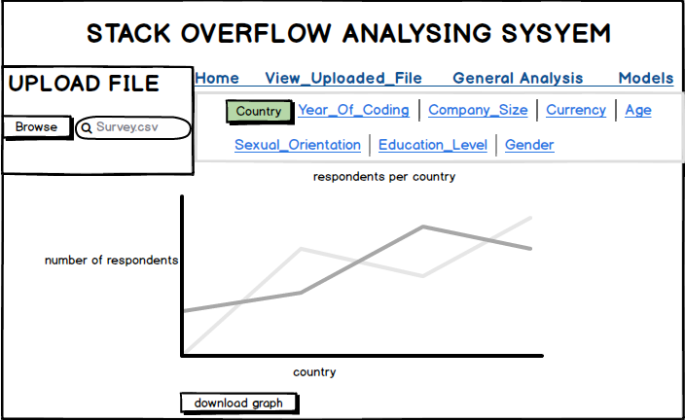 STACK OVERFLOW ANALYSING SYSYEM
UPLOAD FILE
Browse
Survey.csv
Home View_Uploaded_File General Analysis Models
Country Year_Of_Coding Company_Size Currency Age
Sexual_Orientation Education_Level Gender
respondents per country
number of respondents
country
download graph